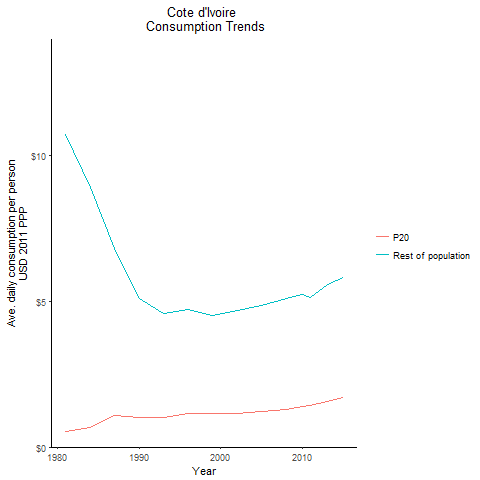 Cote d'Ivoire
Consumption Trends
Ave. daily consumption per person
USD 2011 PPP
$10
$5
$0
1980
1990
2000
2010
Year
P20
Rest of population